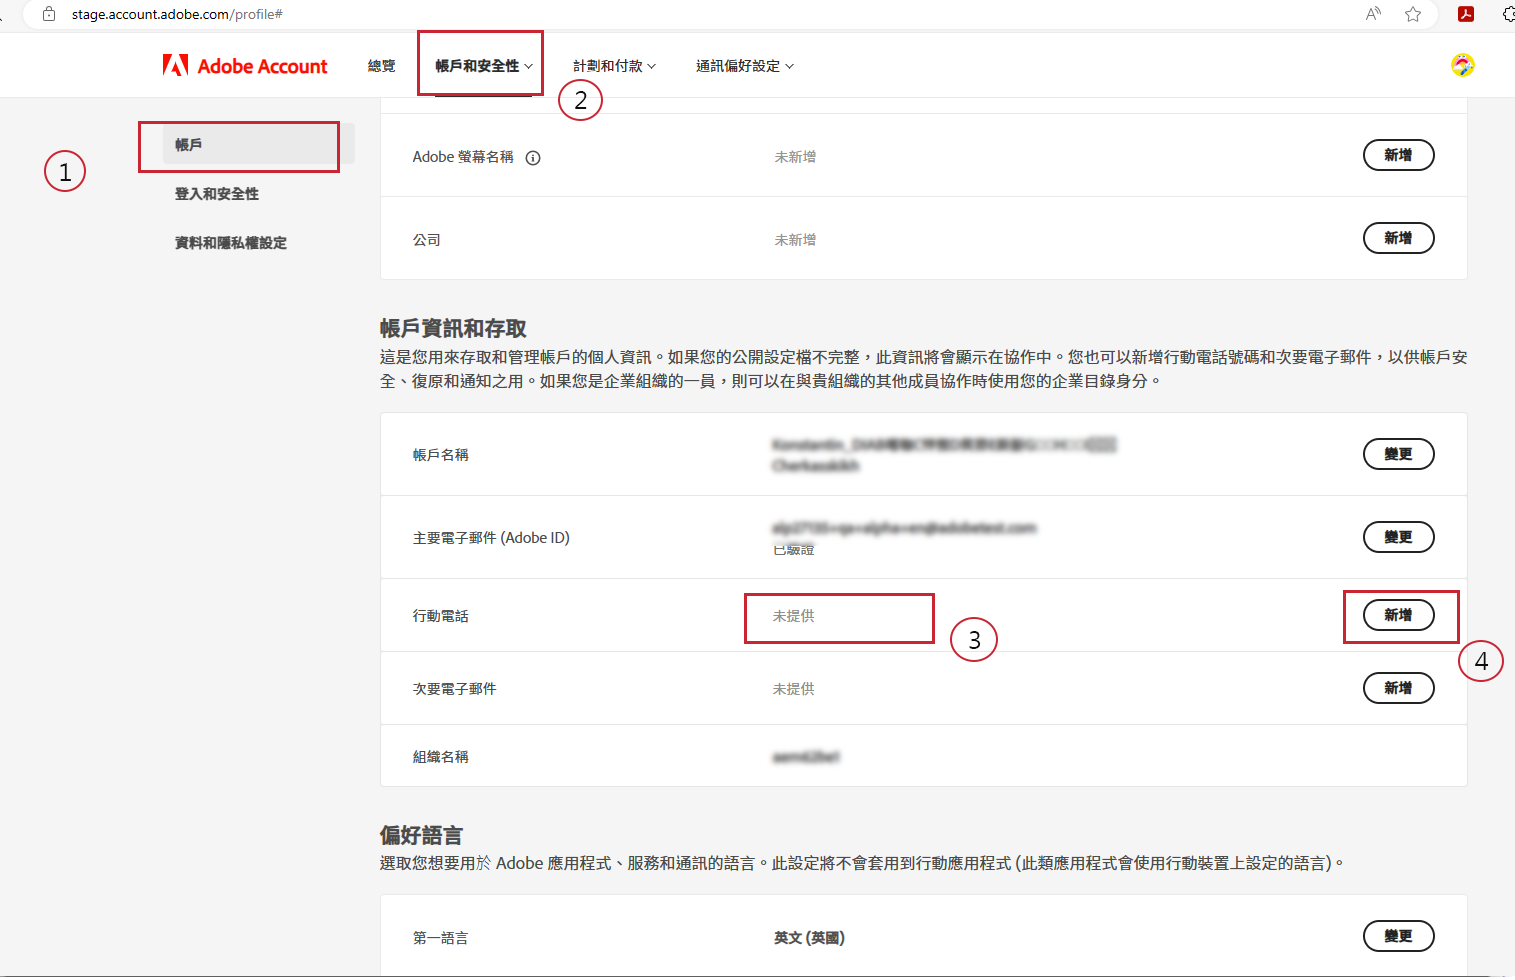 stage.account.adobe.com/profile#
Adobe Account
總覽
帳戶和安全性
計劃和付款
通訊偏好設定
2
1
帳戶
登入和安全性
資料和隱私權設定
Adobe 螢幕名稱
未新增
新增
公司
未新增
新增
帳戶資訊和存取
這是您用來存取和管理帳戶的個人資訊。如果您的公開設定檔不完整，此資訊將會顯示在協作中。您也可以新增行動電話號碼和次要電子郵件，以供帳戶安
全、復原和通知之用。如果您是企業組織的一員，則可以在與貴組織的其他成員協作時使用您的企業目錄身分。
帳戶名稱
變更
主要電子郵件 (Adobe ID)
已驗證
變更
行動電話
未提供
3
新增
4
次要電子郵件
未提供
新增
組織名稱
偏好語言
選取您想要用於 Adobe 應用程式、服務和通訊的語言。此設定將不會套用到行動應用程式 (此類應用程式會使用行動裝置上設定的語言)。
第一語言
英文 (英國)
變更